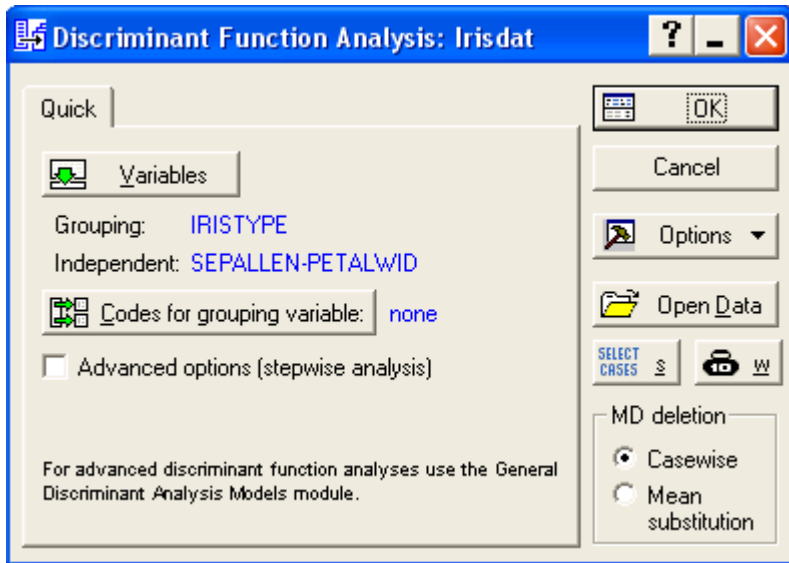 Discriminant Function Analysis: Irisdat
Quick
Variables
Grouping: IRISTYPE
Independent: SEPALLEN-PETALWID
Codes for grouping variable: none
Advanced options (stepwise analysis)
For advanced discriminant function analyses use the General
Discriminant Analysis Models module.
OK
Cancel
Options
Open Data
SELECT
CASES S
W
MD deletion
Casewise
Mean
substitution